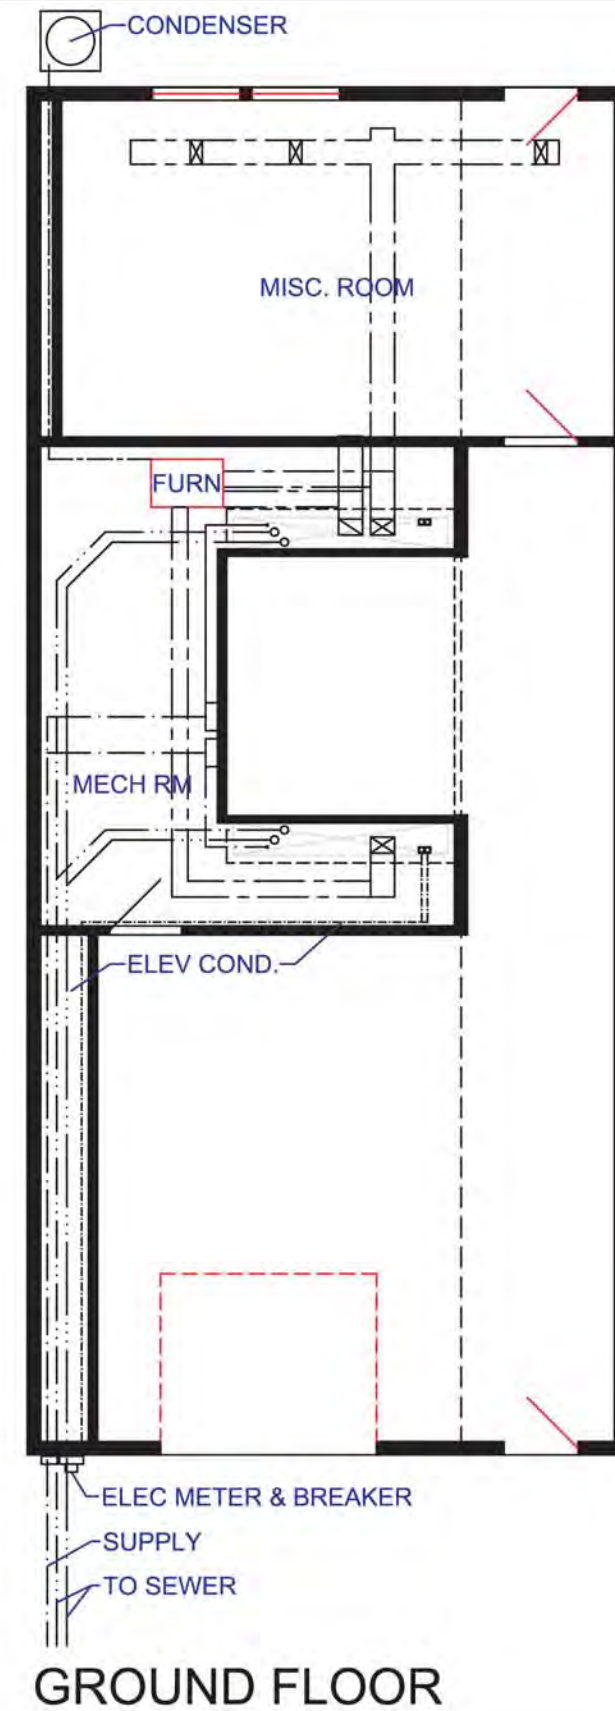 CONDENSER
MISC. ROOM
FURN
MECH RM
ELEV COND.
ELEC METER & BREAKER
SUPPLY
TO SEWER
GROUND FLOOR